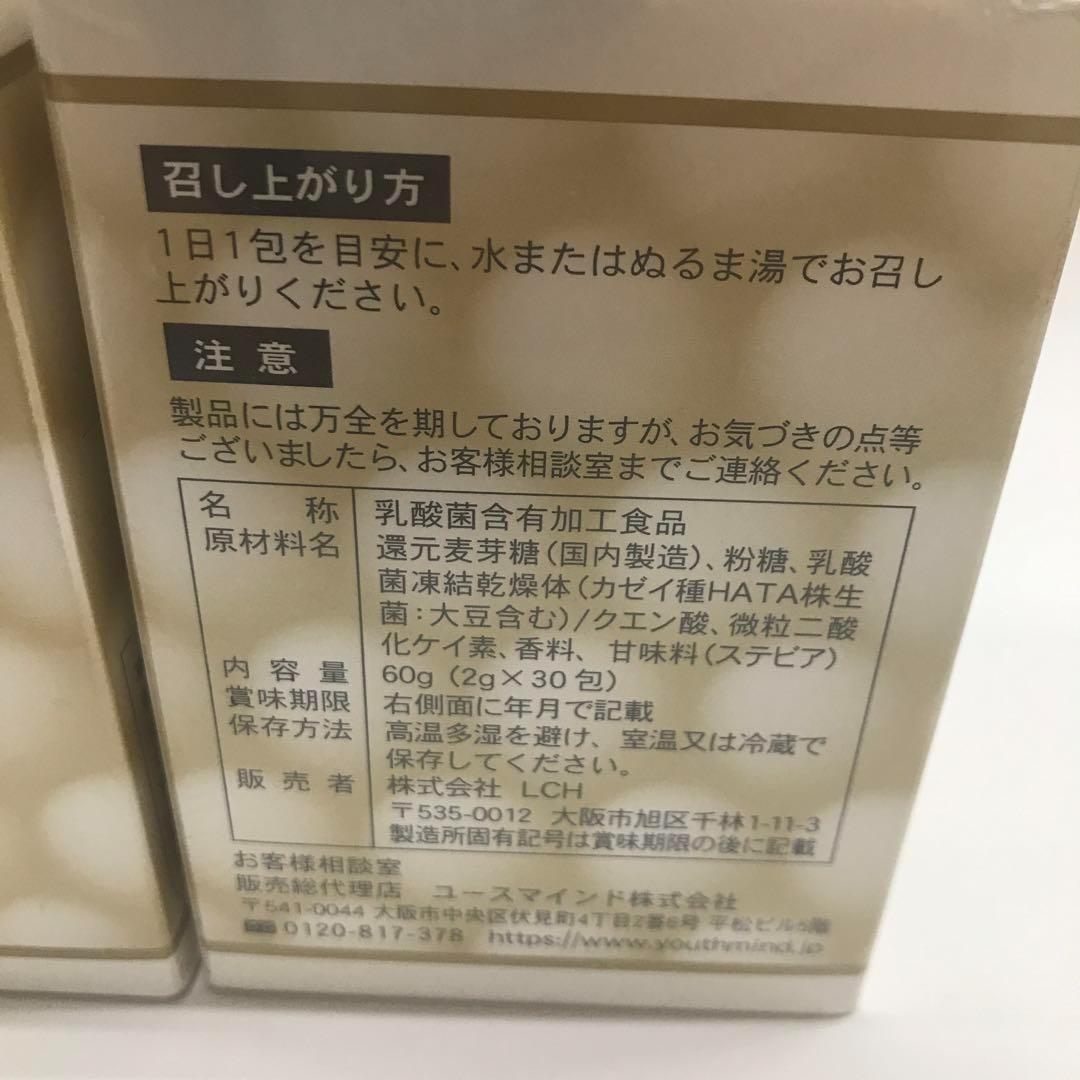 召し上がり方
1日1包を目安に、水またはぬるま湯でお召し
上がりください。
注意
製品には万全を期しておりますが、お気づきの点等
ございましたら、お客様相談室までご連絡ください。
名称 乳酸菌含有加工食品
原材料名 還元麦芽糖(国内製造)、粉糖、乳酸
菌凍結乾燥体(カゼイ種HATA株生
菌:大豆含む)/クエン酸、微粒二酸
化ケイ素、香料、甘味料(ステビア)
内容量 60g (2g×30包)
賞味期限 右側面に年月で記載
保存方法 高温多湿を避け、室温又は冷蔵で
保存してください。
販売者 株式会社 LCH
〒535-0012 大阪市旭区千林1-11-3
製造所固有記号は賞味期限の後に記載
お客様相談室
販売総代理店 ユースマインド株式会社
〒541-0044 大阪市中央区伏見町4丁目2番6号 平松ビル5階
0120-817-378 https://www.youthmind.jp